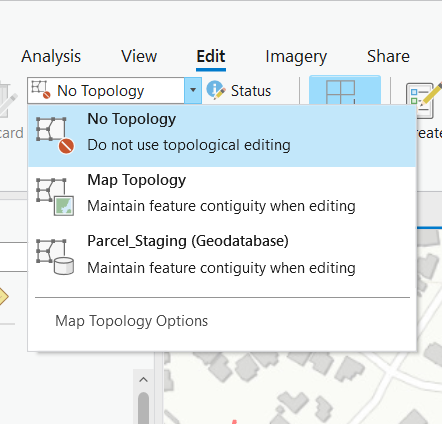 Analysis View Edit Imagery Share
No Topology Status
card
reate
No Topology
Do not use topological editing
Map Topology
Maintain feature contiguity when editing
Parcel_Staging (Geodatabase)
Maintain feature contiguity when editing
Map Topology Options